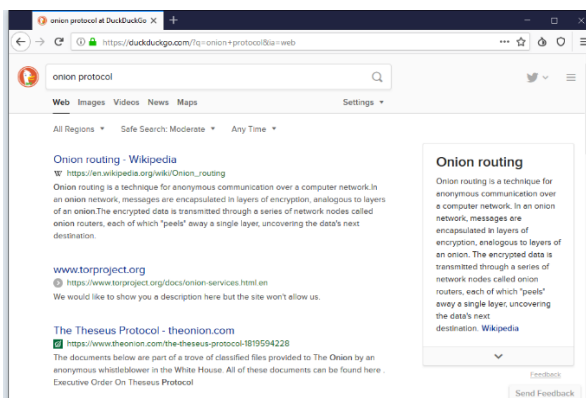 onion protocol at DuckDuckGo
https://duckduckgo.com/?q=onion+protocol&ia=web
onion protocol
Web Images Videos News Maps Settings
All Regions Safe Search: Moderate Any Time
Onion routing - Wikipedia
W https://en.wikipedia.org/wiki/Onion_routing
Onion routing is a technique for anonymous communication over a computer network.In
an onion network, messages are encapsulated in layers of encryption, analogous to layers
of an onion.The encrypted data is transmitted through a series of network nodes called
onion routers, each of which "peels" away a single layer, uncovering the data's next
destination.
www.torproject.org
https://www.torproject.org/docs/onion-services.html.en
We would like to show you a description here but the site won't allow us.
The Theseus Protocol - theonion.com
https://www.theonion.com/the-theseus-protocol-1819594228
The documents below are part of a trove of classified files provided to The Onion by an
anonymous whistleblower in the White House. All of these documents can be found here .
Executive Order On Theseus Protocol
Onion routing
Onion routing is a technique for
anonymous communication over
a computer network. In an onion
network, messages are
encapsulated in layers of
encryption, analogous to layers of
an onion. The encrypted data is
transmitted through a series of
network nodes called onion
routers, each of which "peels"
away a single layer, uncovering
the data's next
destination. Wikipedia
Feedback
Send Feedback